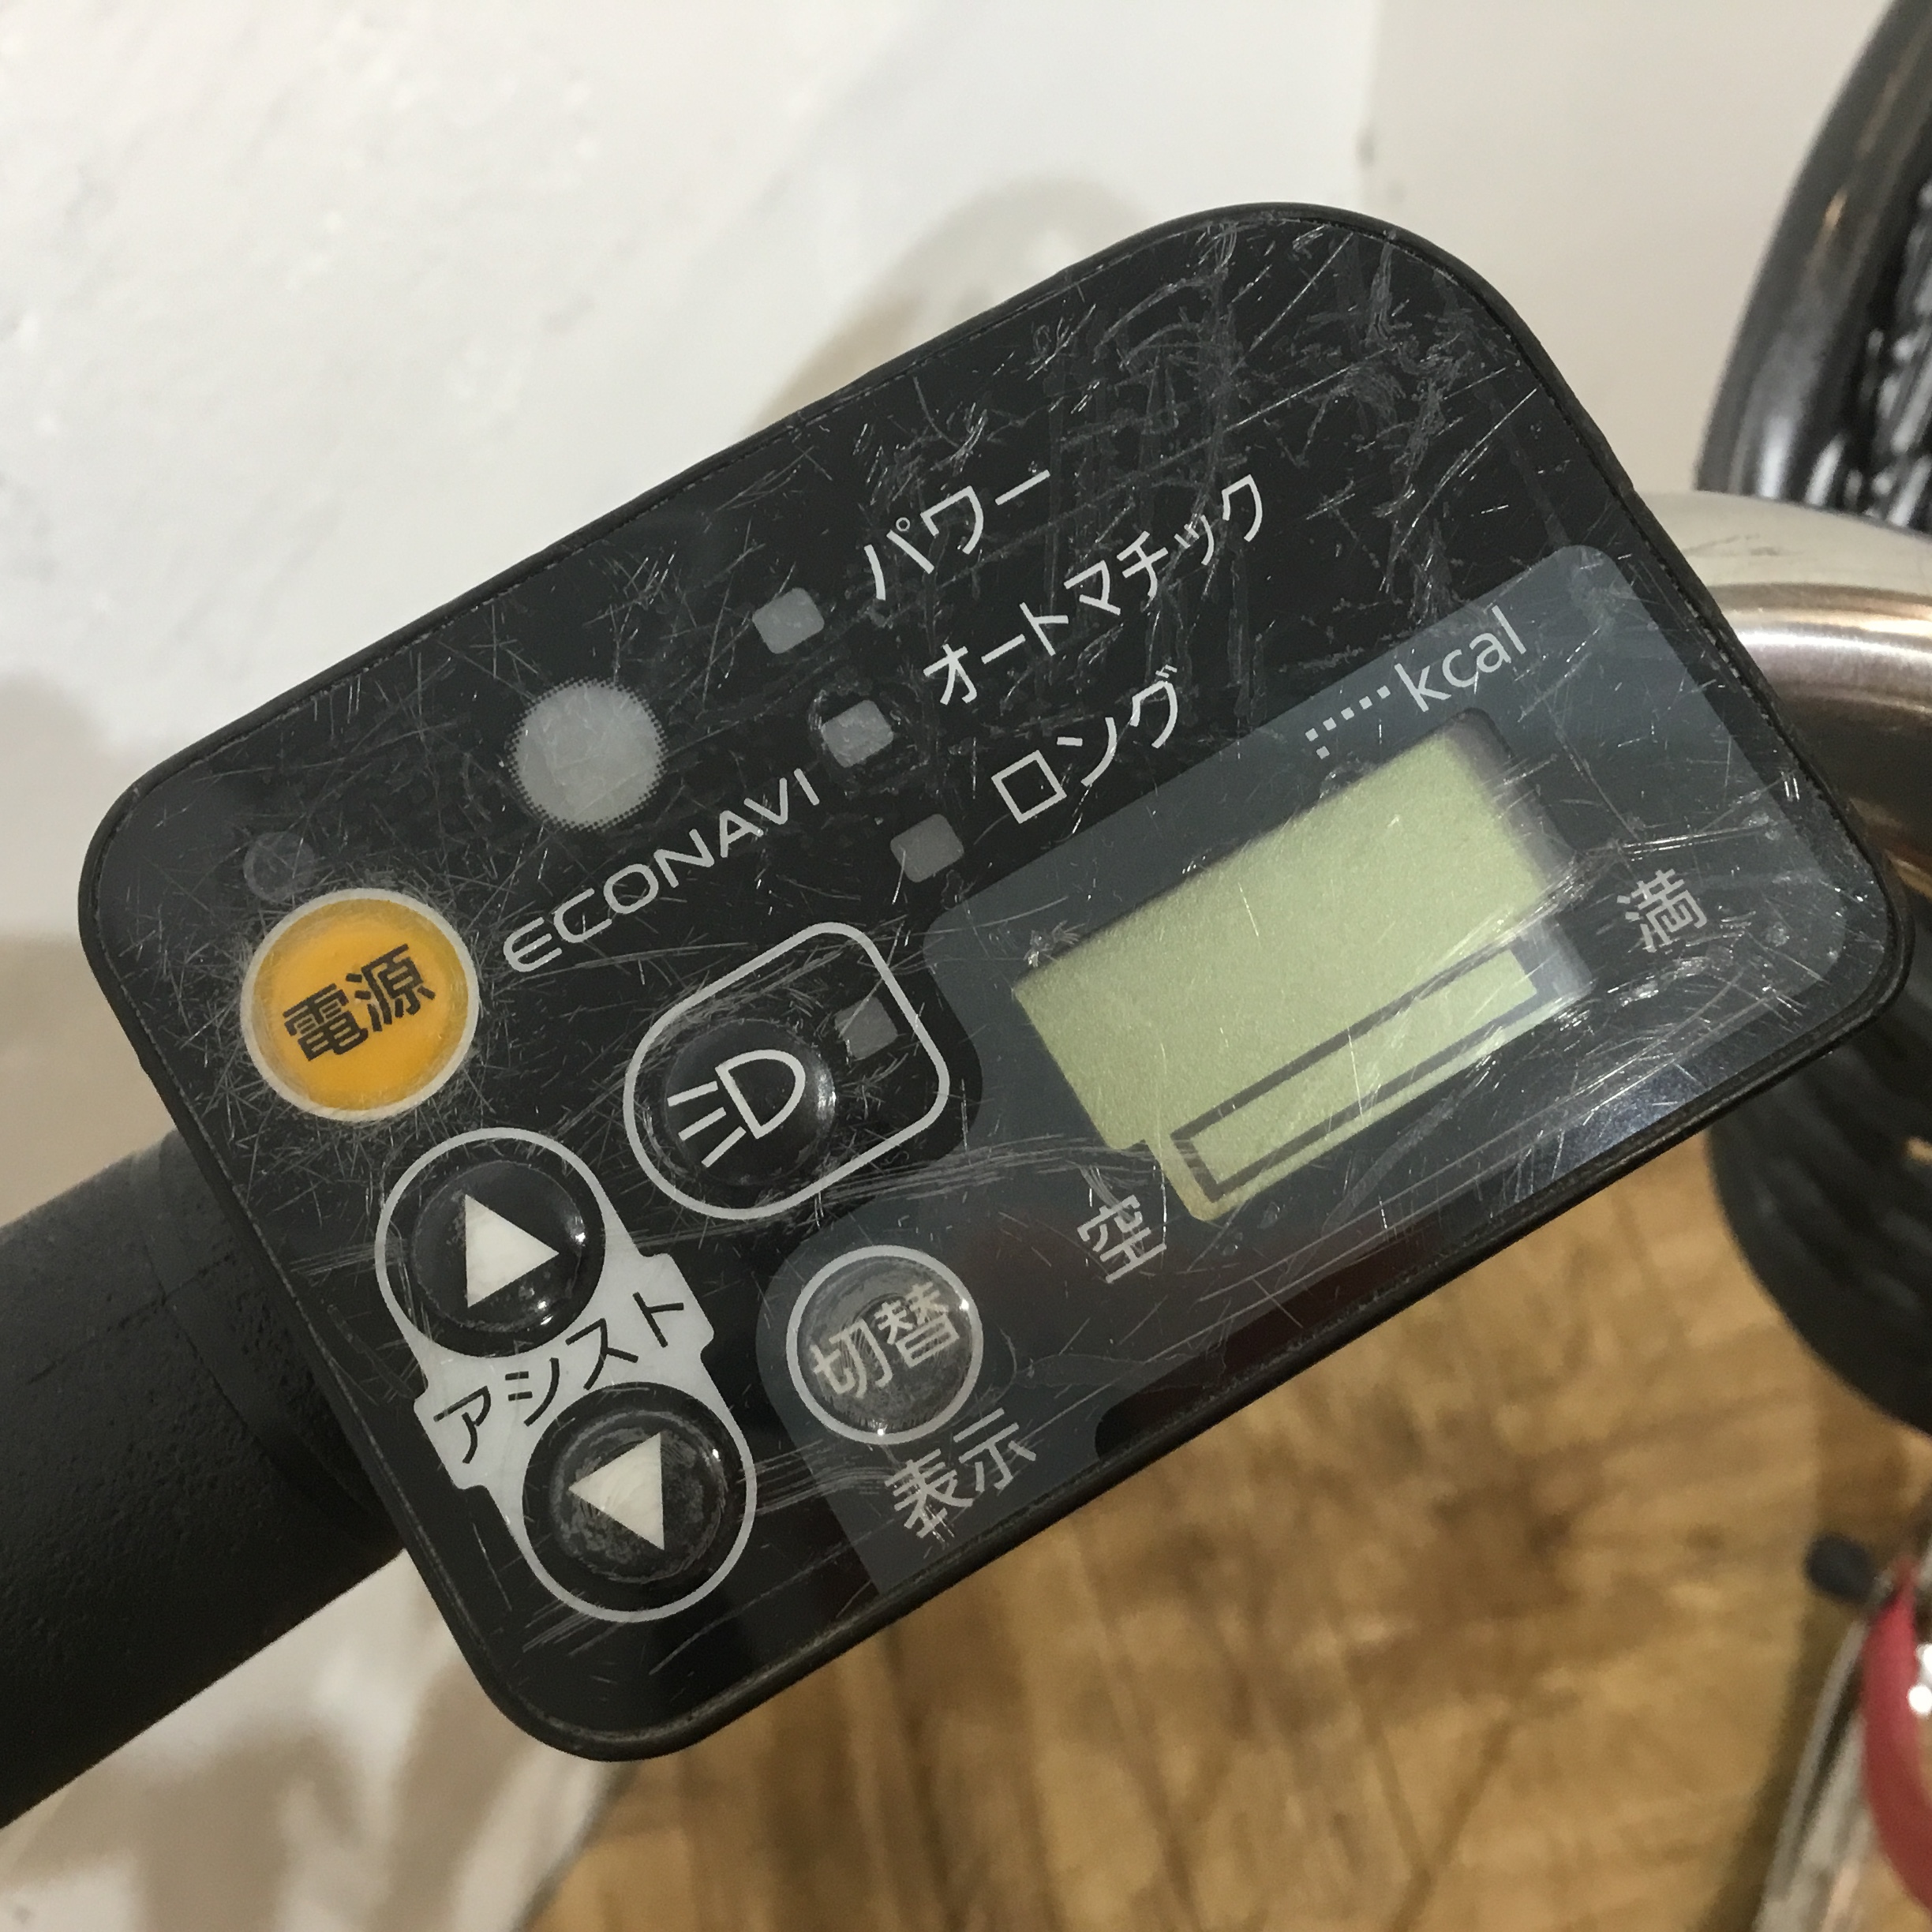 パワー
オートマチック
ロング
ECONAVI
電源
アシスト
kcal
満
空
切替
表示